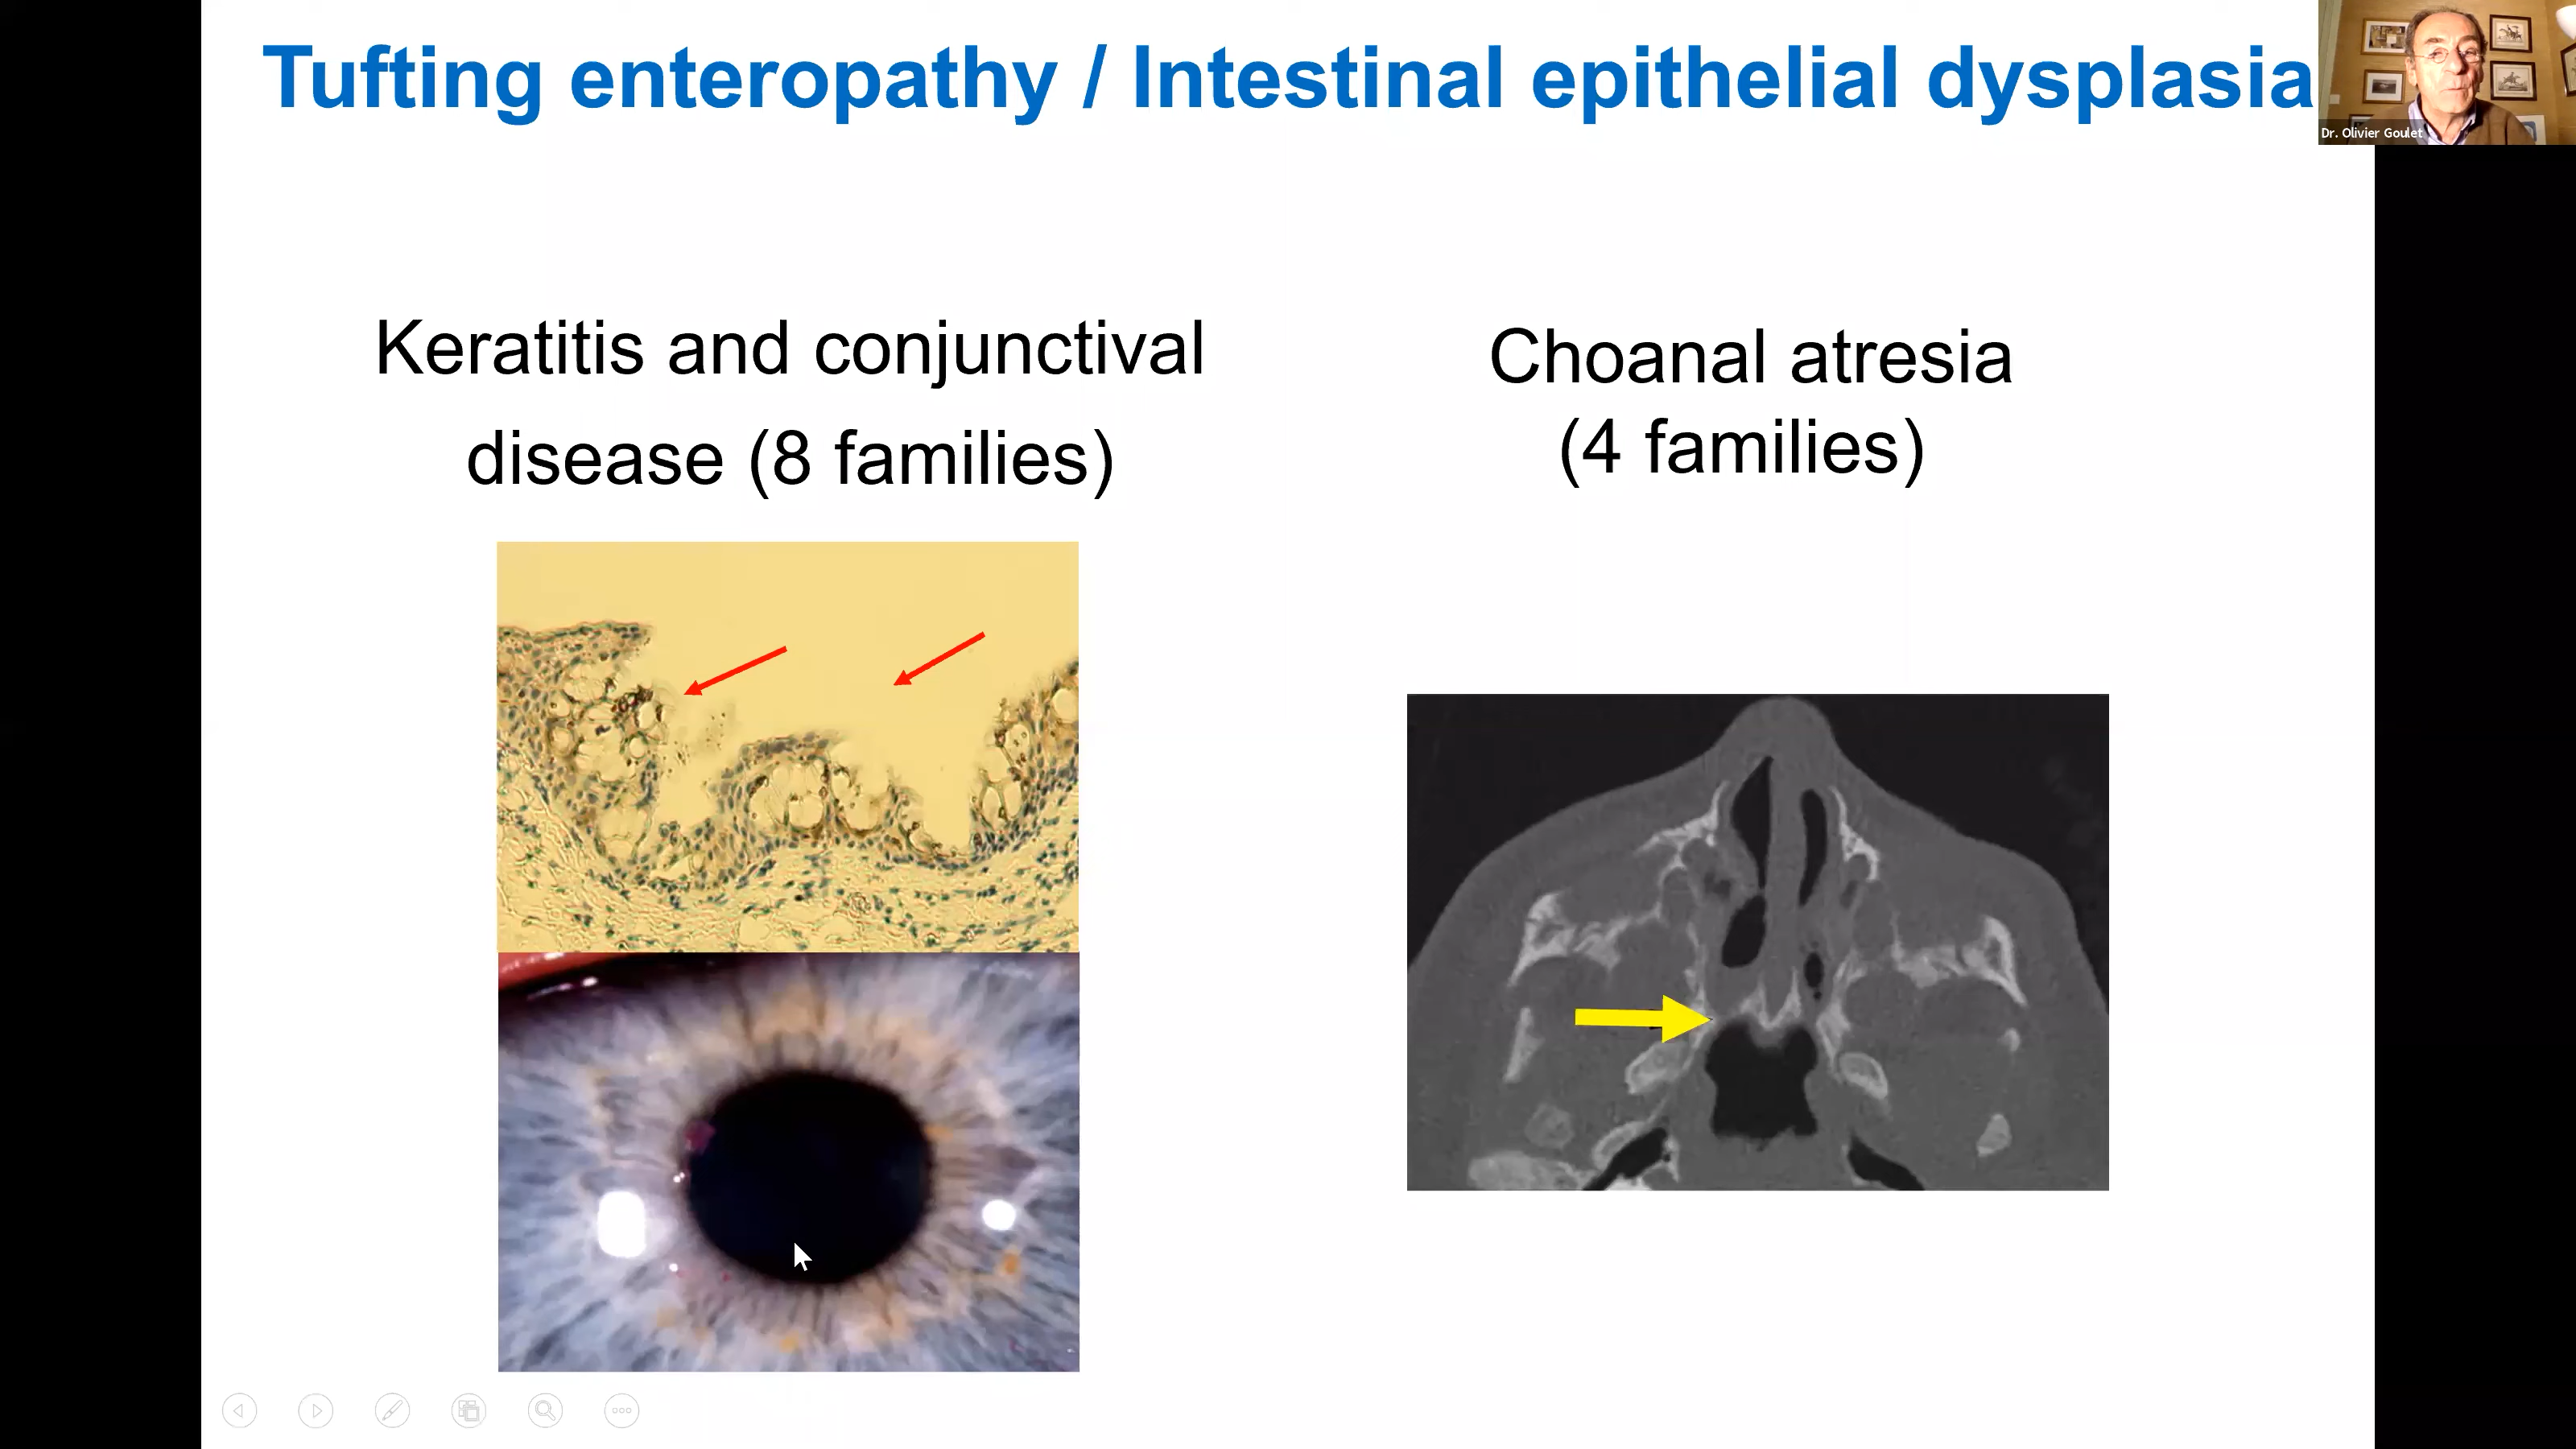 Tufting enteropathy / Intestinal epithelial dysplasia
Dr. Olivier Goulet
Keratitis and conjunctival
disease (8 families)
Choanal atresia
(4 families)